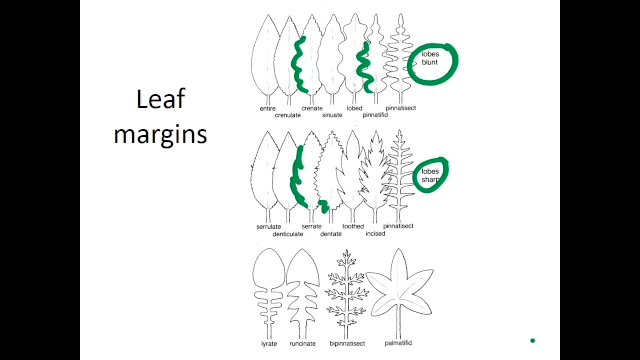 Leaf
margins
lobes
blunt
entire crenate lobed pinnatisect
crenulate sinuate pinnatifid
lobes
sharp
serrulate serrate toothed pinnatisect
denticulate dentate incised
lyrate runcinate bipinnatisect palmatifid